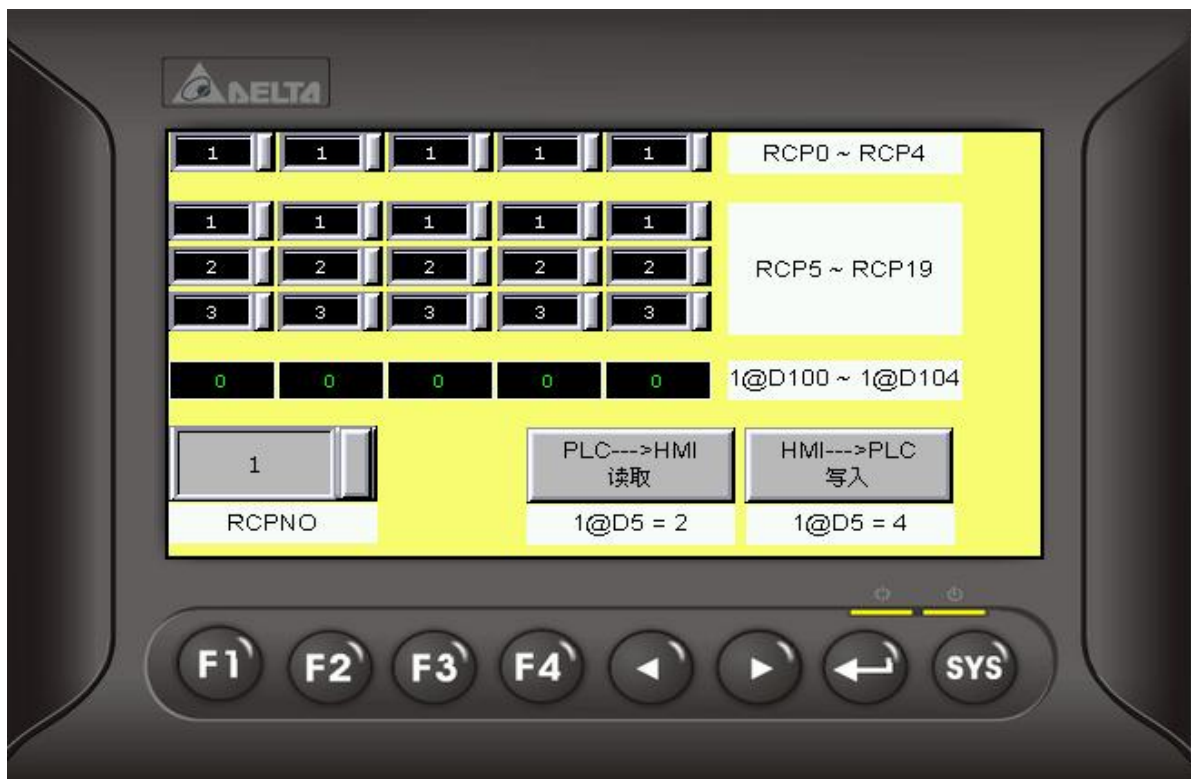 DELTA
1 1 1 1 1 RCP0 ~ RCP4
1 1 1 1 1
2 2 2 2 2 RCP5 ~ RCP19
3 3 3 3 3
0 0 0 0 0 1@D100 ~ 1@D104
1
RCPNO
PLC--->HMI
读取
1@D5 = 2
HMI--->PLC
写入
1@D5 = 4
F1 F2 F3 F4 SYS